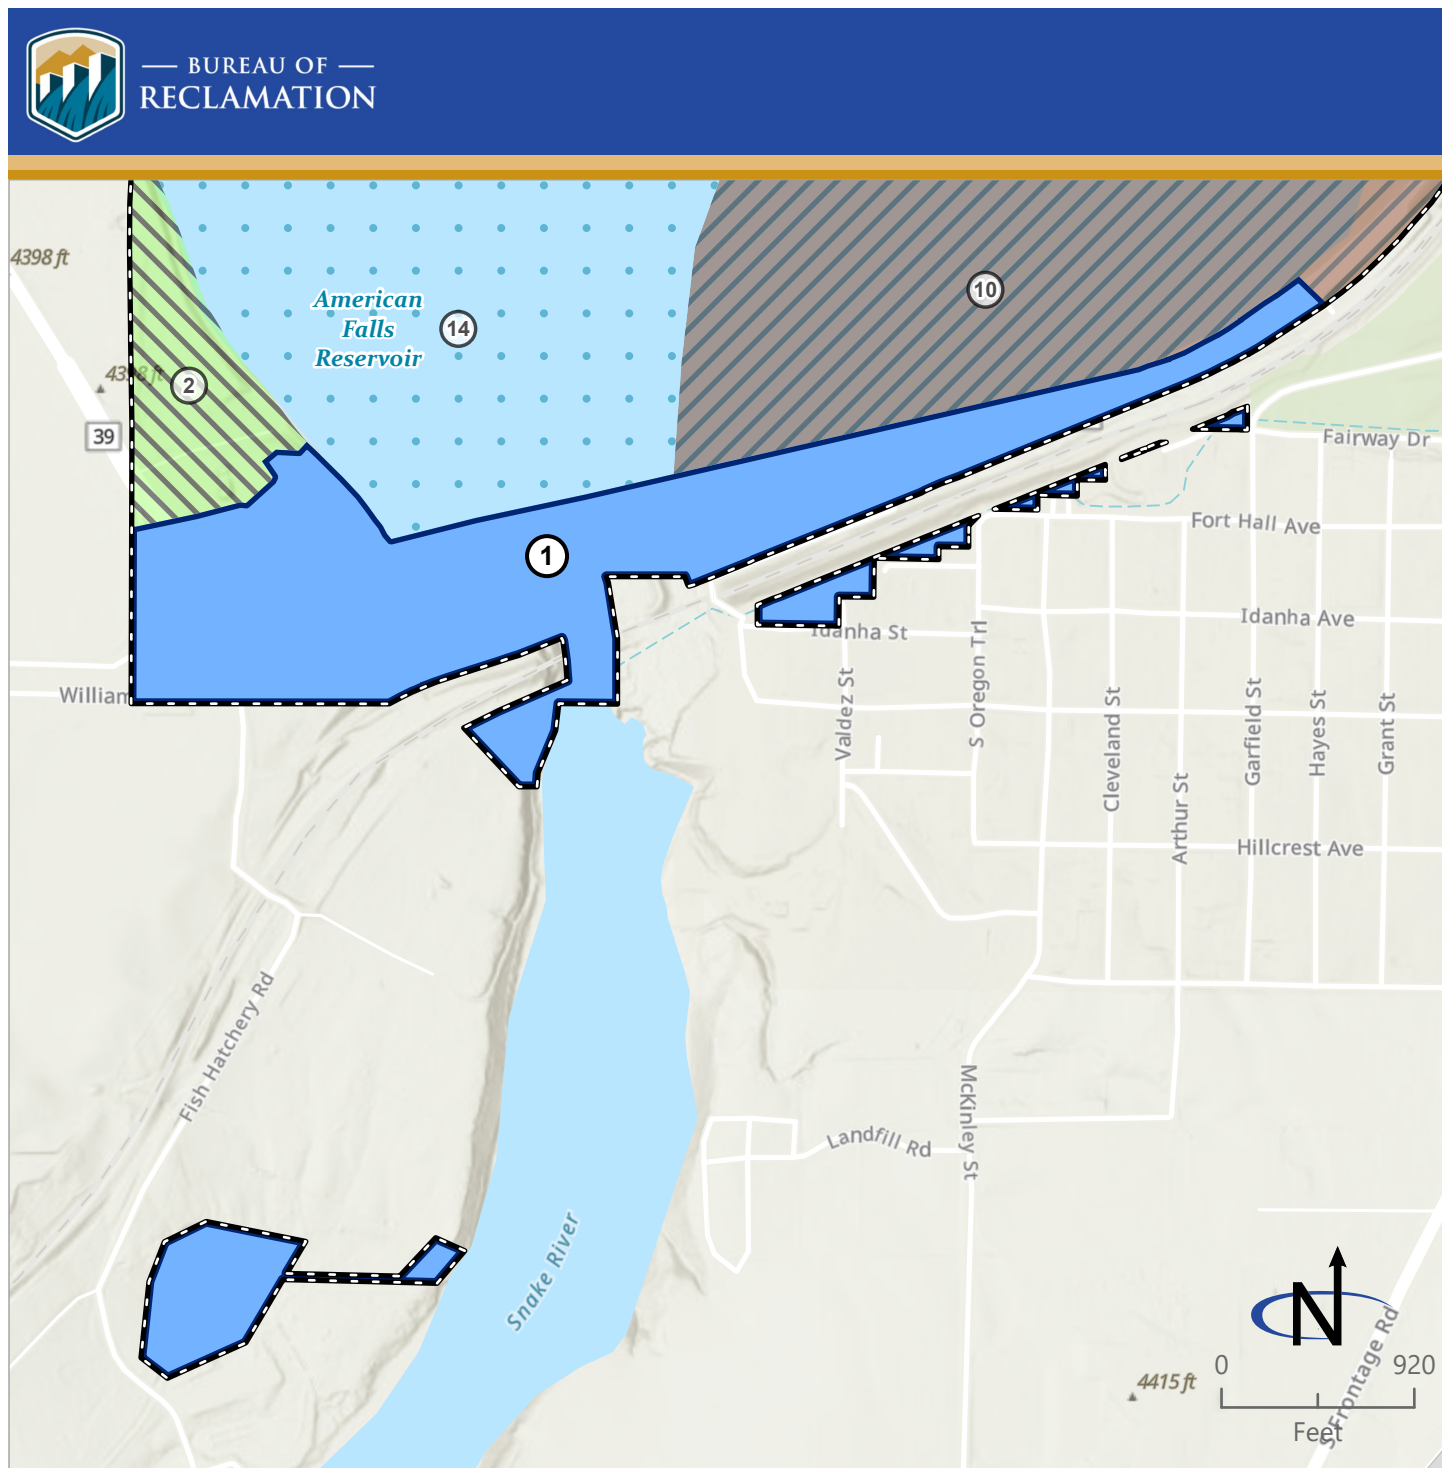 BUREAU OF
RECLAMATION
4398 ft
American
Falls
Reservoir
14
10
2
39
1
Fairway Dr
Fort Hall Ave
Idanha Ave
Idanha St
William
Valdez St
S Oregon Trl
Cleveland St
Arthur St
Garfield St
Hayes St
Grant St
Hillcrest Ave
Fish Hatchery Rd
McKinley St
Landfill Rd
Snake River
N
S Frontage Rd
0
920
4415 ft
Feet